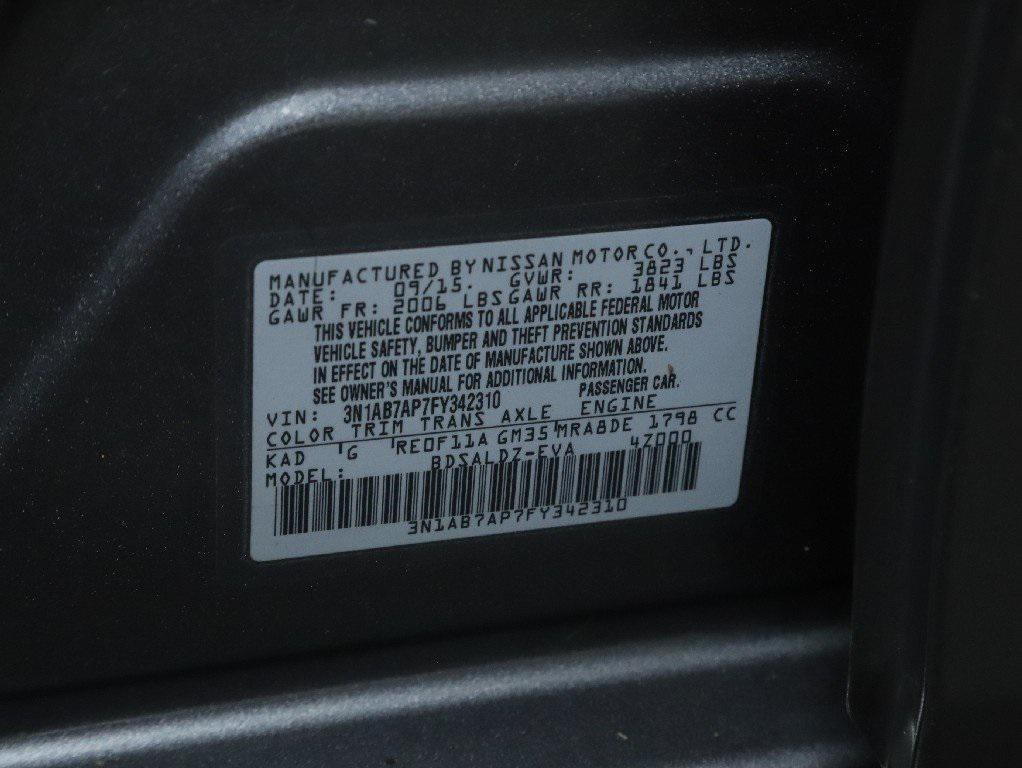 MANUFACTURED BY NISSAN MOTOR CO., LTD.
DATE: 09/15. GVWR: 3823 LBS
GAWR FR: 2006 LBS GAWR RR: 1841 LBS
THIS VEHICLE CONFORMS TO ALL APPLICABLE FEDERAL MOTOR
VEHICLE SAFETY, BUMPER AND THEFT PREVENTION STANDARDS
IN EFFECT ON THE DATE OF MANUFACTURE SHOWN ABOVE.
SEE OWNER'S MANUAL FOR ADDITIONAL INFORMATION.
VIN: 3N1AB7AP7FY342310 PASSENGER CAR.
COLOR TRIM TRANS AXLE ENGINE
KAD G RE0F11A GM35 MRA8DE 1798 CC
MODEL: BDSALDZ-EVA 4Z000
3N1AB7AP7FY342310